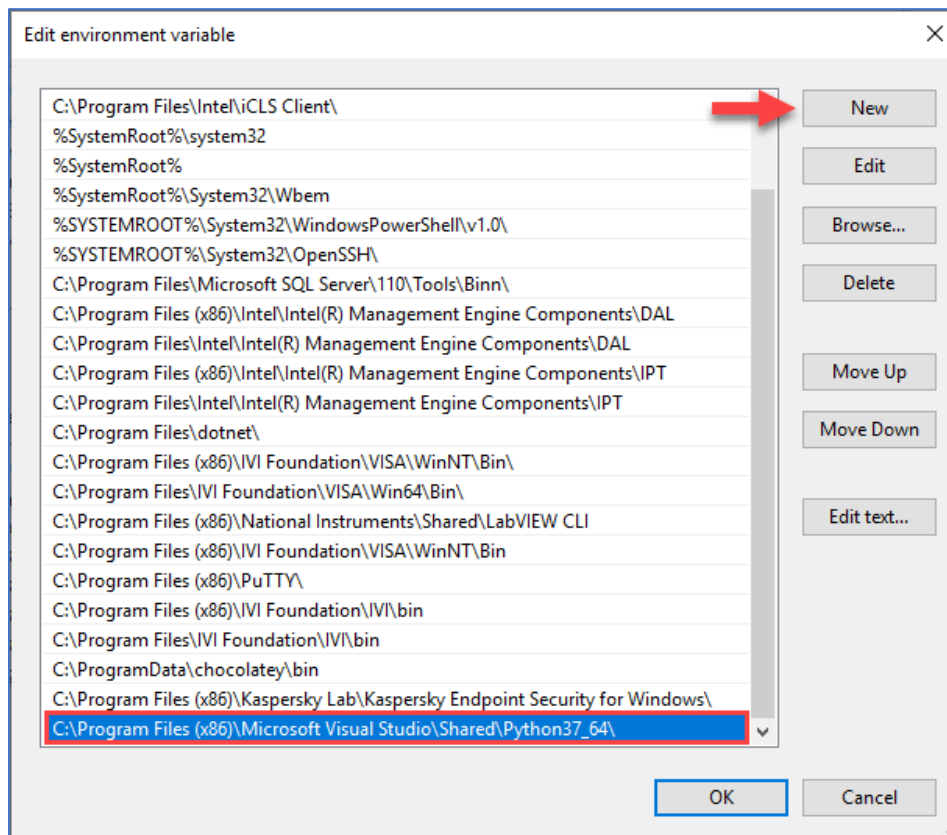 Edit environment variable
C:\Program Files\Intel\iCLS Client\
%SystemRoot%\system32
%SystemRoot%
%SystemRoot%\System32\Wbem
%SYSTEMROOT%\System32\WindowsPowerShell\v1.0\
%SYSTEMROOT%\System32\OpenSSH\
C:\Program Files\Microsoft SQL Server\110\Tools\Binn\
C:\Program Files (x86)\Intel\Intel(R) Management Engine Components\DAL
C:\Program Files\Intel\Intel(R) Management Engine Components\DAL
C:\Program Files (x86)\Intel\Intel(R) Management Engine Components\IPT
C:\Program Files\Intel\Intel(R) Management Engine Components\IPT
C:\Program Files\dotnet\
C:\Program Files (x86)\IVI Foundation\VISA\WinNT\Bin\
C:\Program Files\IVI Foundation\VISA\Win64\Bin\
C:\Program Files (x86)\National Instruments\Shared\LabVIEW CLI
C:\Program Files (x86)\IVI Foundation\VISA\WinNT\Bin
C:\Program Files (x86)\PuTTY\
C:\Program Files (x86)\IVI Foundation\IVI\bin
C:\Program Files\IVI Foundation\IVI\bin
C:\ProgramData\chocolatey\bin
C:\Program Files (x86)\Kaspersky Lab\Kaspersky Endpoint Security for Windows\
C:\Program Files (x86)\Microsoft Visual Studio\Shared\Python37_64\
New
Edit
Browse...
Delete
Move Up
Move Down
Edit text...
OK
Cancel